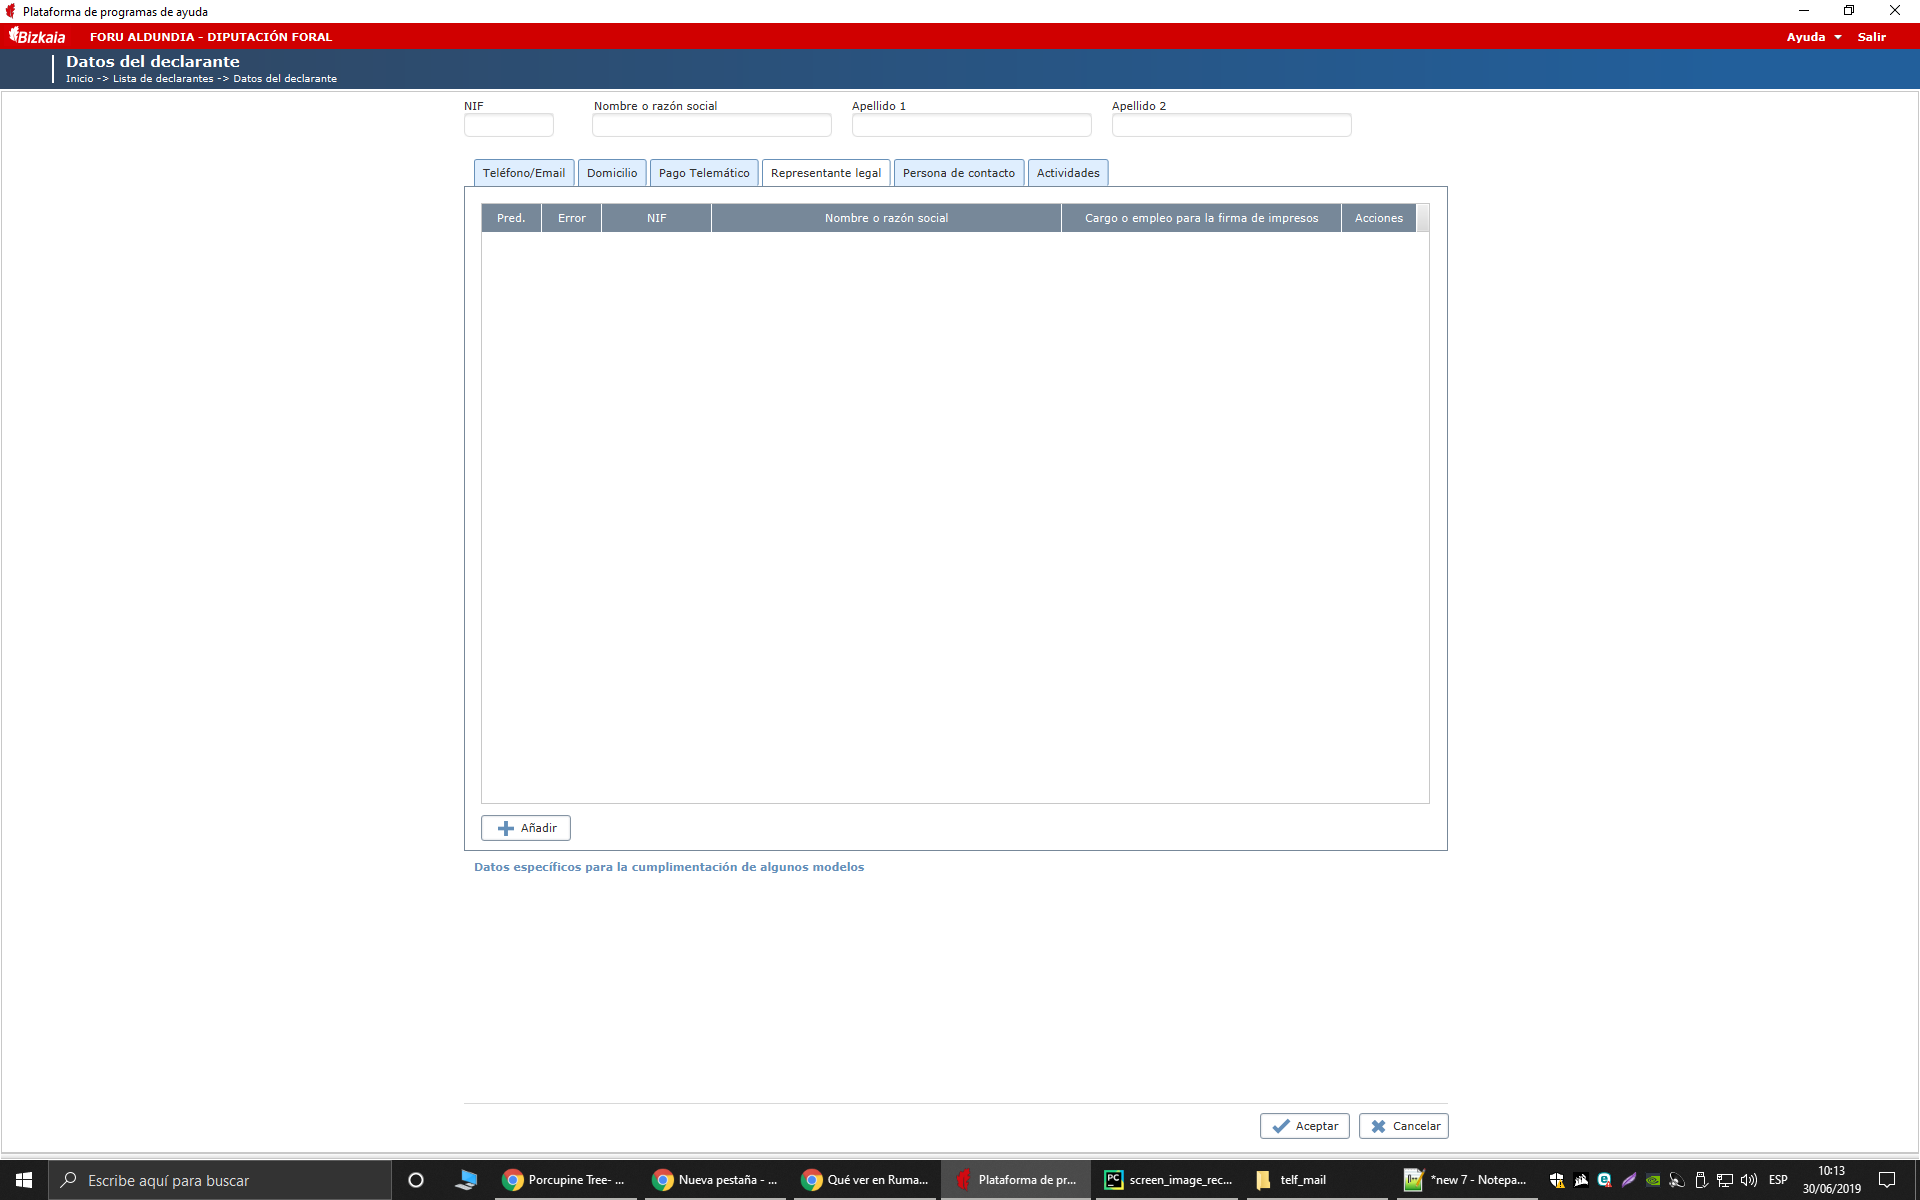 Plataforma de programas de ayuda
Bizkaia FORU ALDUNDIA - DIPUTACIÓN FORAL Ayuda Salir
Datos del declarante
Inicio -> Lista de declarantes -> Datos del declarante
NIF Nombre o razón social Apellido 1 Apellido 2
Teléfono/Email Domicilio Pago Telemático Representante legal Persona de contacto Actividades
Pred. Error NIF Nombre o razón social Cargo o empleo para la firma de impresos Acciones
Añadir
Datos específicos para la cumplimentación de algunos modelos
Aceptar Cancelar
Escribe aquí para buscar Porcupine Tree- ... Nueva pestaña - ... Qué ver en Ruma... Plataforma de pr... PC screen_image_rec... telf_mail *new 7 - Notepa... ESP 10:13
30/06/2019